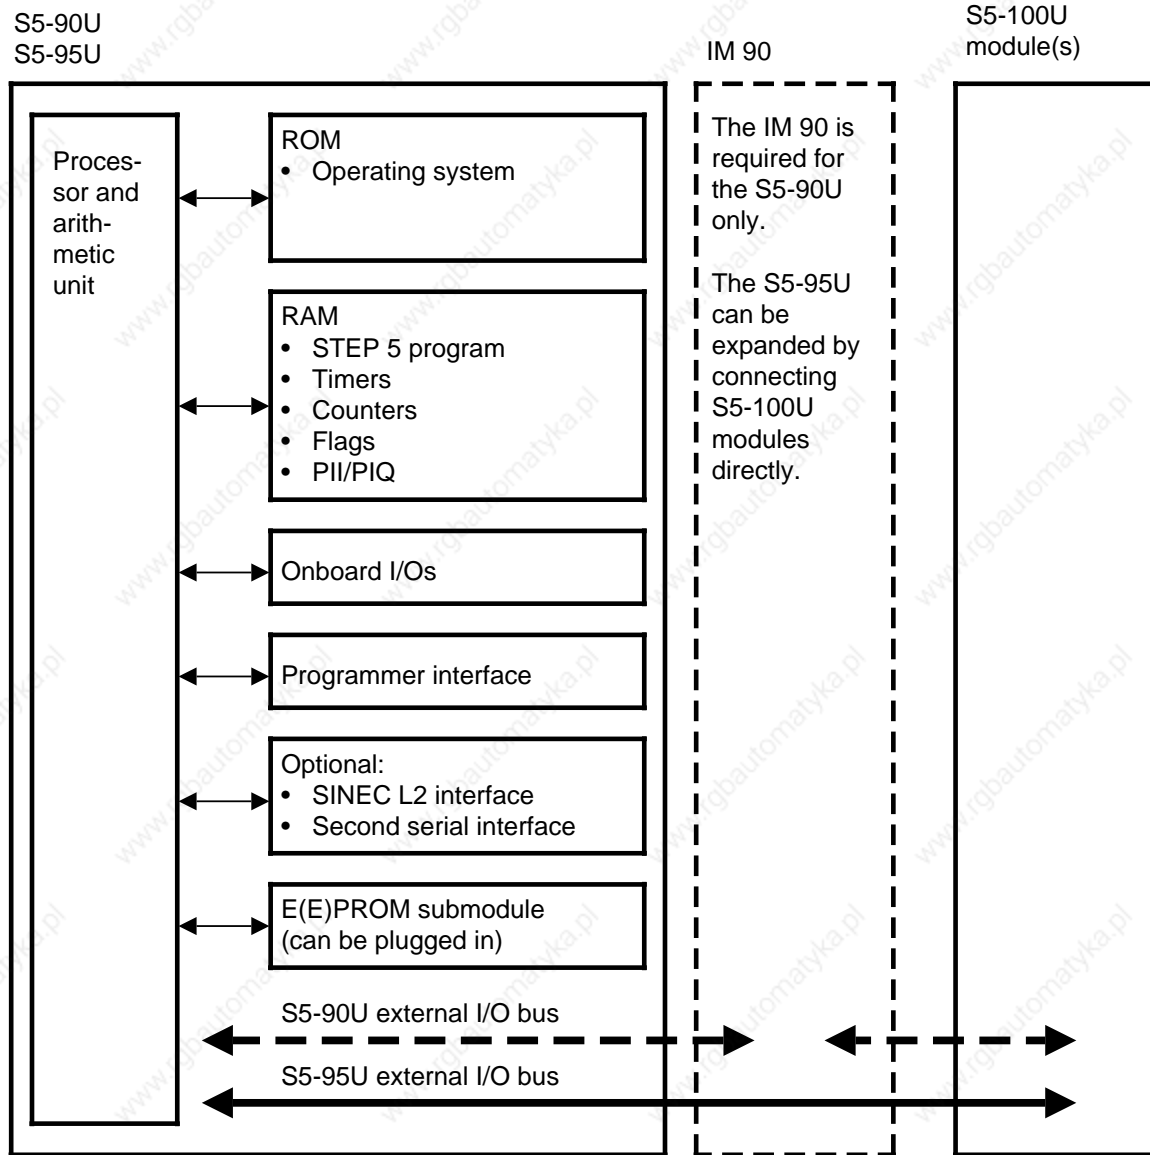 S5-90U
S5-95U
IM 90
S5-100U
module(s)
Proces-
sor and
arith-
metic
unit
ROM
• Operating system
RAM
• STEP 5 program
• Timers
• Counters
• Flags
• PII/PIQ
Onboard I/Os
Programmer interface
Optional:
• SINEC L2 interface
• Second serial interface
E(E)PROM submodule
(can be plugged in)
S5-90U external I/O bus
S5-95U external I/O bus
The IM 90 is
required for
the S5-90U
only.
The S5-95U
can be
expanded by
connecting
S5-100U
modules
directly.
www.rgbautomatyka.pl